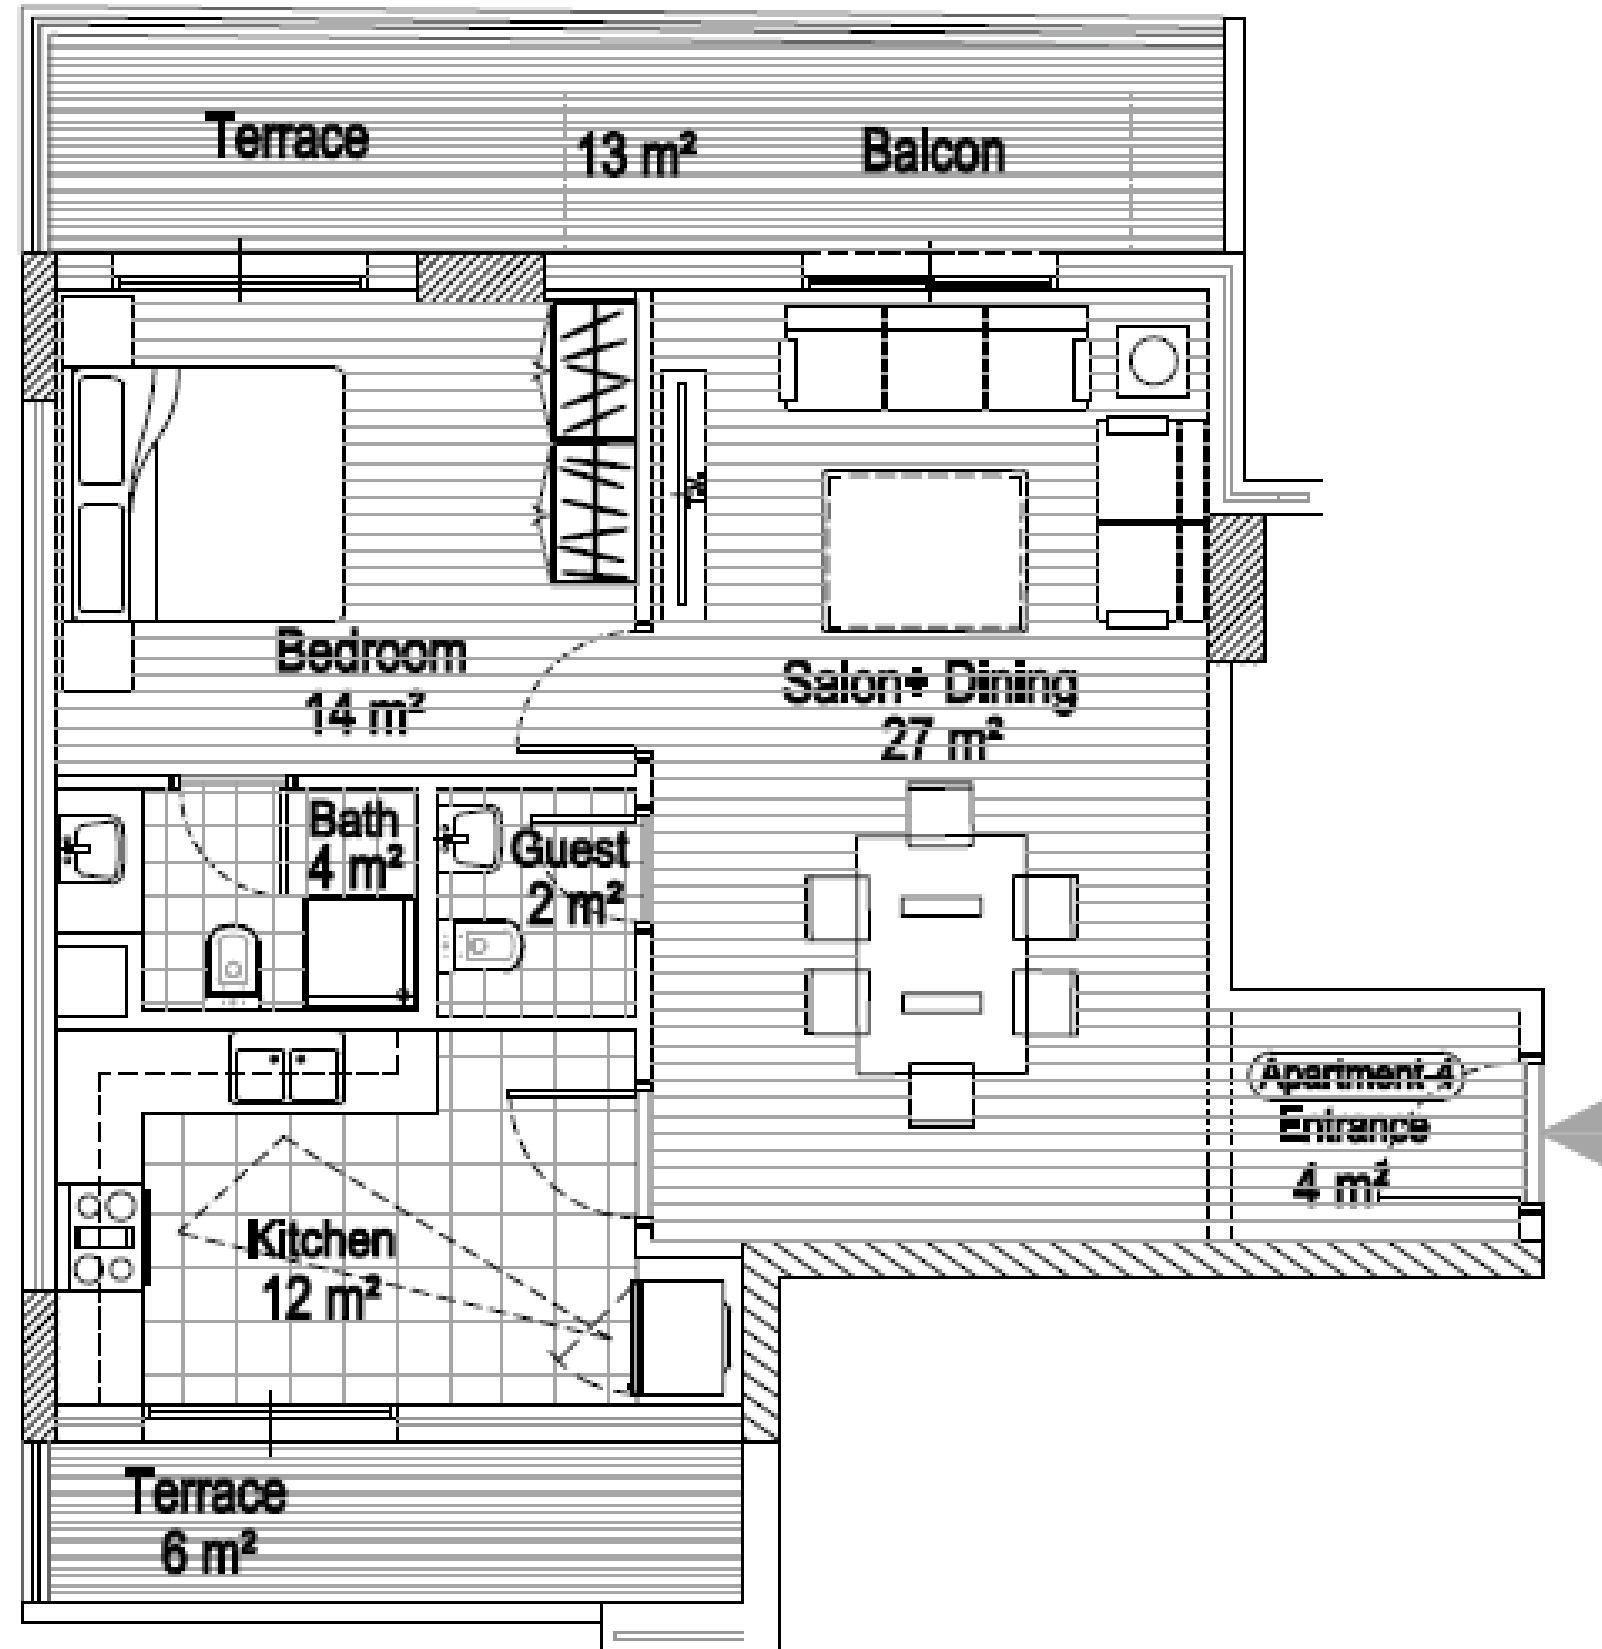 Terrace 13 m² Balcon
T.V.
Bedroom
14 m²
Salon+ Dining
27 m²
Bath
4 m²
Guest
2 m²
Apartment 4
Entrance
4 m²
Kitchen
12 m²
Terrace
6 m²